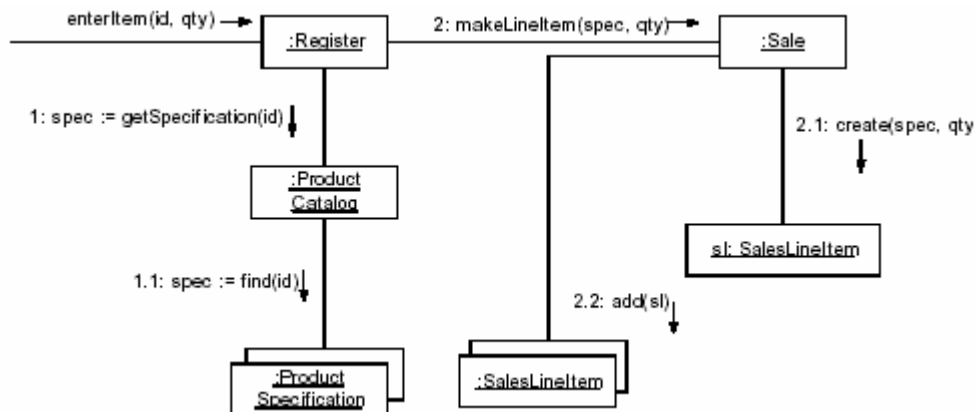 enterItem(id, qty)
:Register
2: makeLineItem(spec, qty)
:Sale
1: spec := getSpecification(id)
2.1: create(spec, qty
:Product
Catalog
sl: SalesLineItem
1.1: spec := find(id)
2.2: add(sl)
:Product
Specification
:SalesLineItem